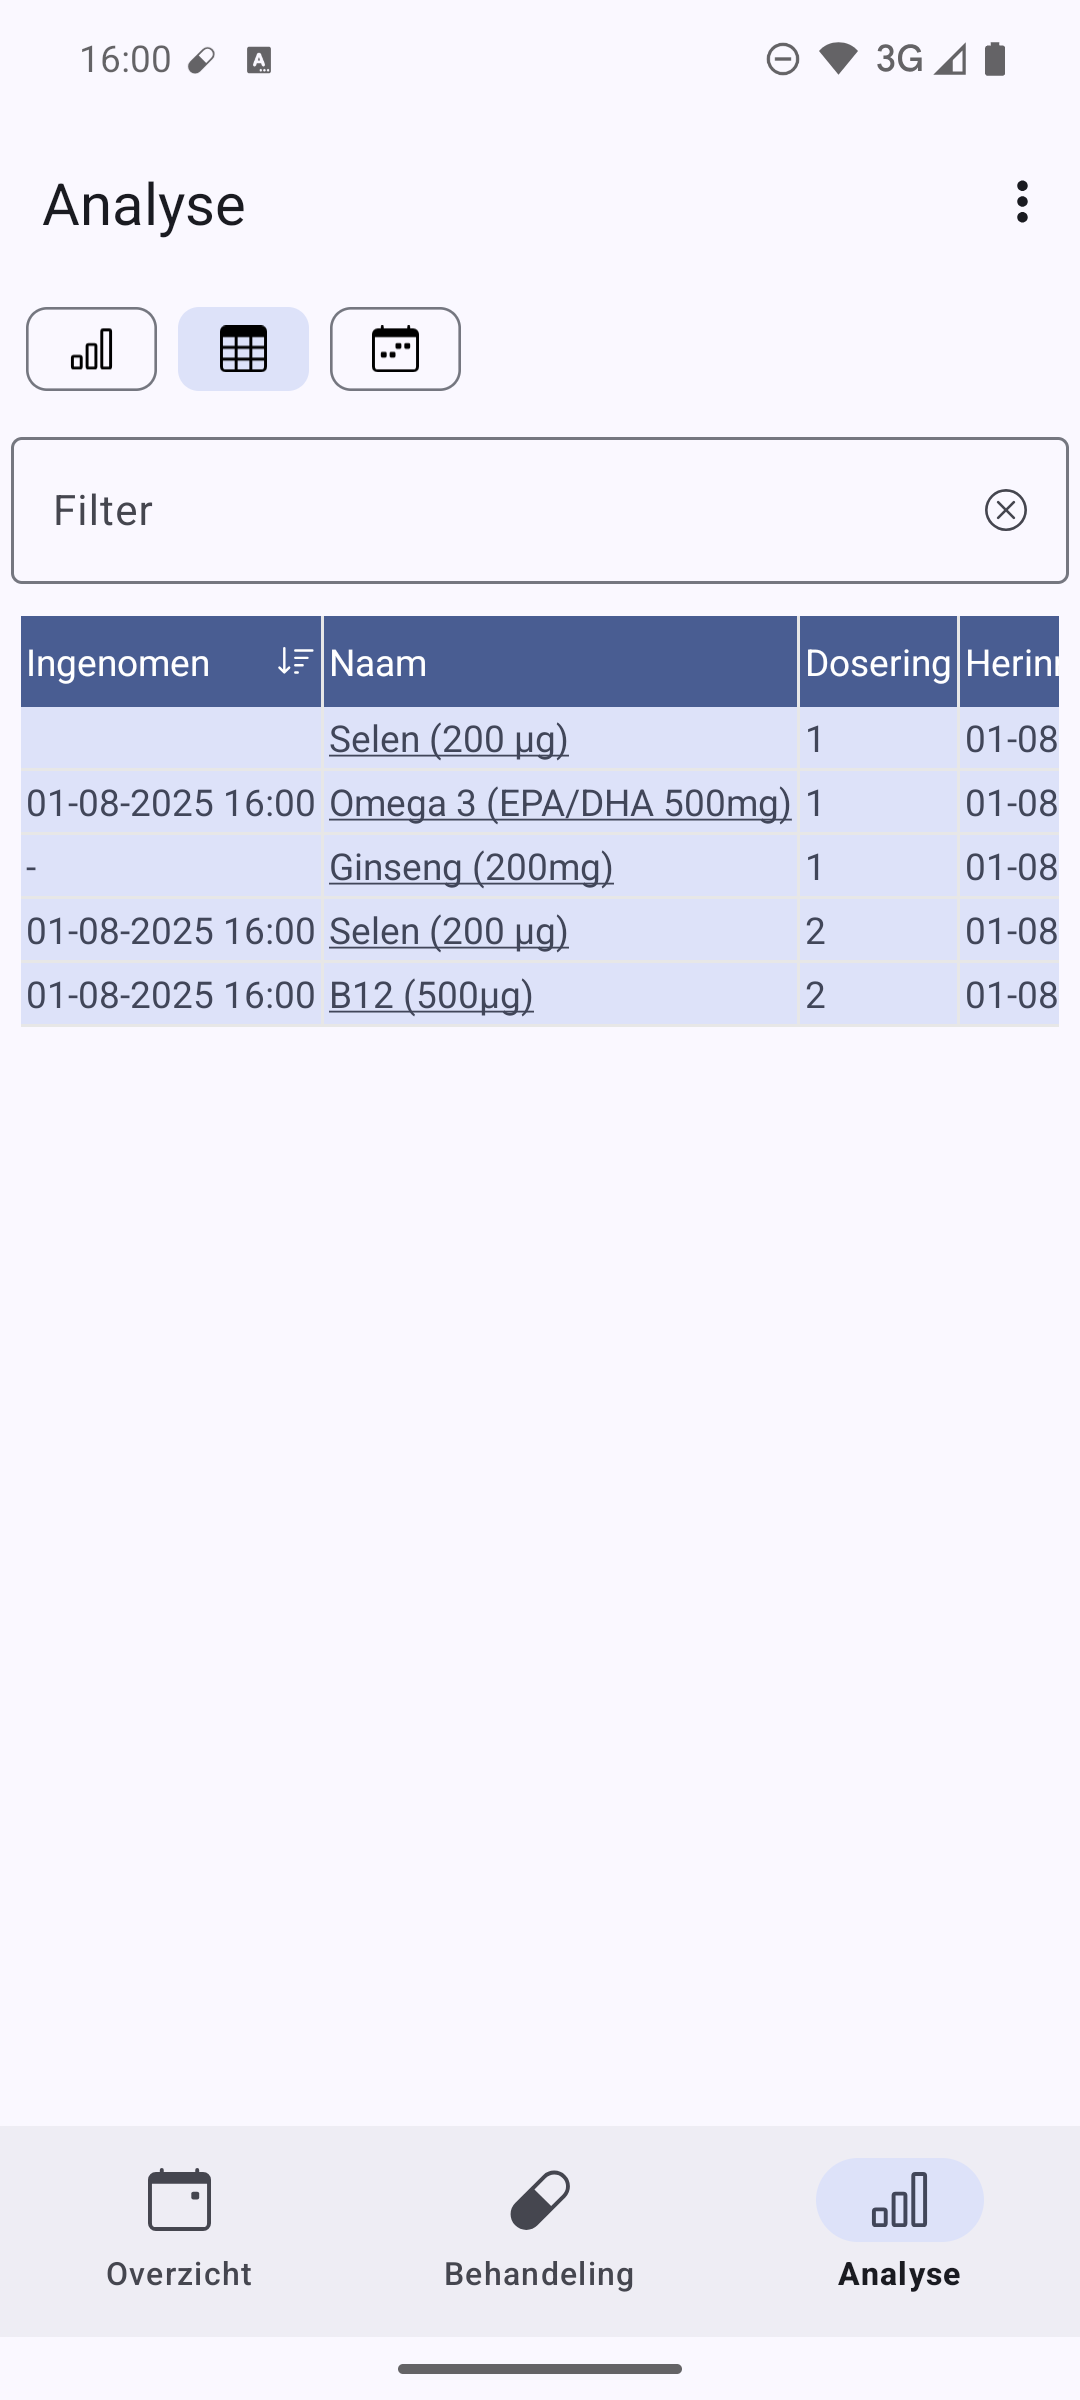 16:00 3G
Analyse
Filter
Ingenomen Naam Dosering Herin
Selen (200 µg) 1 01-08
01-08-2025 16:00 Omega 3 (EPA/DHA 500mg) 1 01-08
- Ginseng (200mg) 1 01-08
01-08-2025 16:00 Selen (200 µg) 2 01-08
01-08-2025 16:00 B12 (500µg) 2 01-08
Overzicht Behandeling Analyse